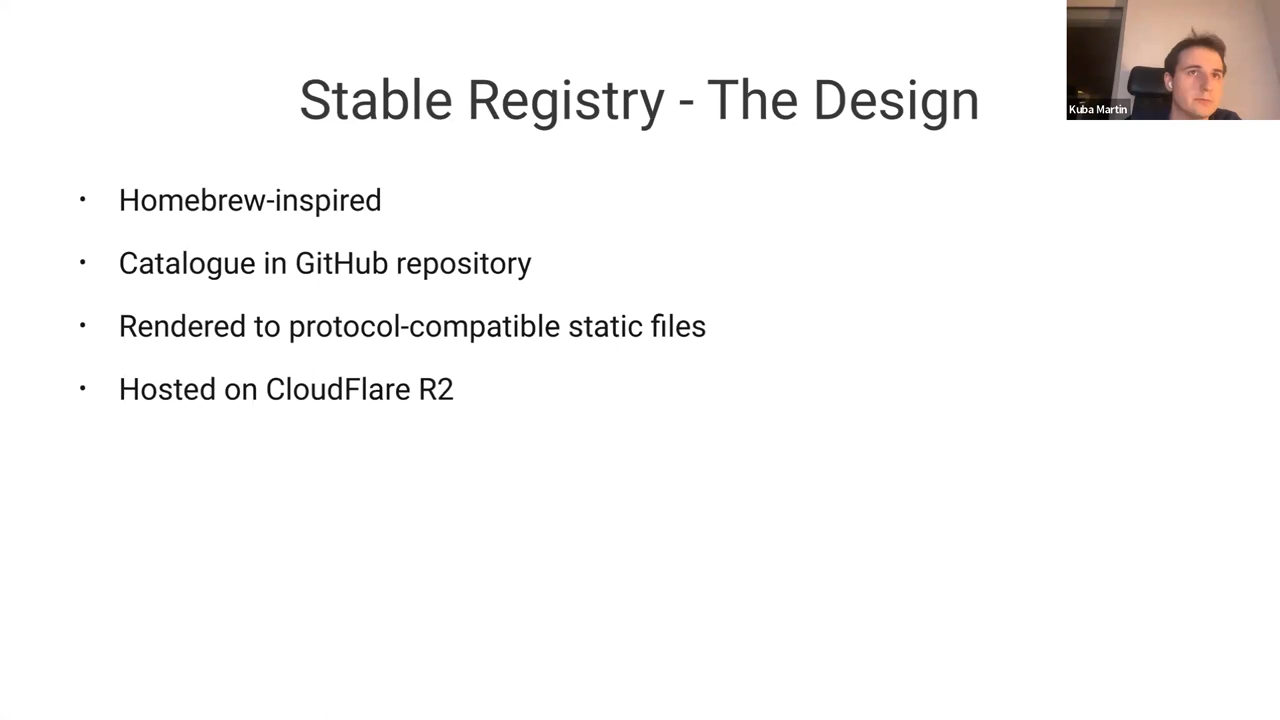 Stable Registry - The Design
Kuba Martin
• Homebrew-inspired
• Catalogue in GitHub repository
• Rendered to protocol-compatible static files
• Hosted on CloudFlare R2